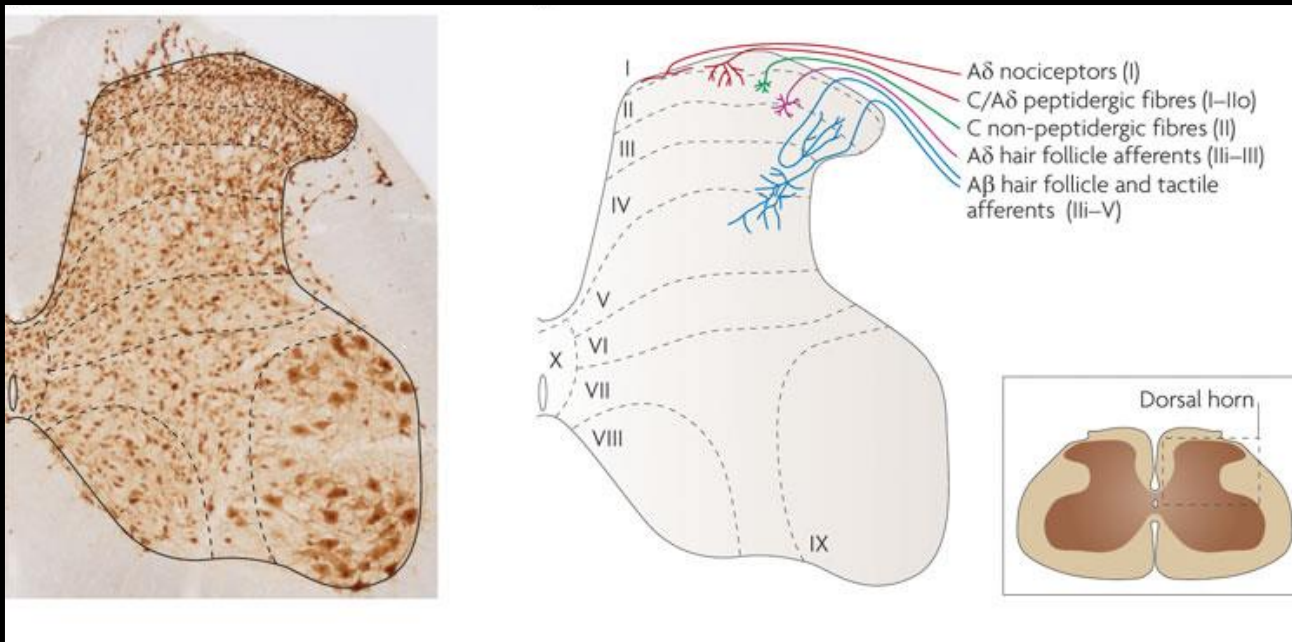 I
II
III
IV
V
VI
X
VII
VIII
IX
Aδ nociceptors (I)
C/Aδ peptidergic fibres (I–IIo)
C non-peptidergic fibres (II)
Aδ hair follicle afferents (IIi–III)
Aβ hair follicle and tactile
afferents (IIi–V)
Dorsal horn